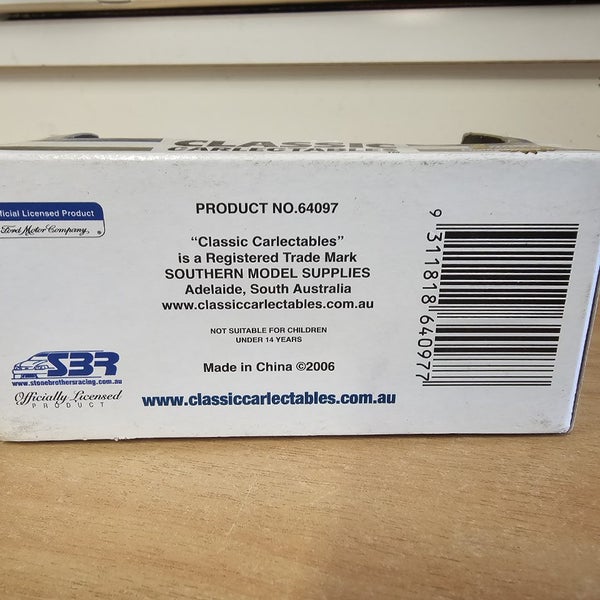 CLASSIC
CARLECTABLES
ficial Licensed Product
Ford Motor Company,
®
PRODUCT NO.64097
“Classic Carlectables”
is a Registered Trade Mark
SOUTHERN MODEL SUPPLIES
Adelaide, South Australia
www.classiccarlectables.com.au
NOT SUITABLE FOR CHILDREN
UNDER 14 YEARS
Made in China ©2006
www.classiccarlectables.com.au
SBR
www.stonebrothersracing.com.au
Officially Licensed
PRODUCT
9 311818 640977